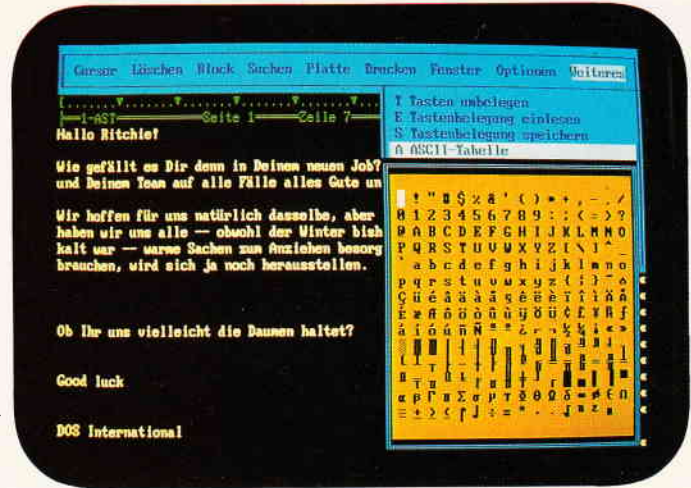 Cursor Löschen Block Suchen Platte Drucken Fenster Optionen Weiteres
1-AST Seite 1 Zeile 7
Hallo Ritchie!
Wie gefällt es Dir denn in Deinem neuen Job?
und Deinem Team auf alle Fälle alles Gute un
Wir hoffen für uns natürlich dasselbe, aber
haben wir uns alle -- obwohl der Winter bish
kalt war -- warme Sachen zum Anziehen besorg
brauchen, wird sich ja noch herausstellen.
Ob Ihr uns vielleicht die Daumen haltet?
Good luck
DOS International
T Tasten umbelegen
E Tastenbelegung einlesen
S Tastenbelegung speichern
A ASCII-Tabelle
! " # $ % & ' ( ) * + , - . /
0 1 2 3 4 5 6 7 8 9 : ; < = > ?
@ A B C D E F G H I J K L M N O
P Q R S T U V W X Y Z [ \ ] ^ _
` a b c d e f g h i j k l m n o
p q r s t u v w x y z { | } ~ ⌂
Ç ü é â ä à å ç ê ë è ï î ì Ä Å
É æ Æ ô ö ò û ù ÿ Ö Ü ¢ £ ¥ ₧ ƒ
á í ó ú ñ Ñ ª º ¿ ⌐ ¬ ½ ¼ ¡ « »
α β Γ π Σ σ µ τ Φ Θ Ω δ ∞ ø ε ∩